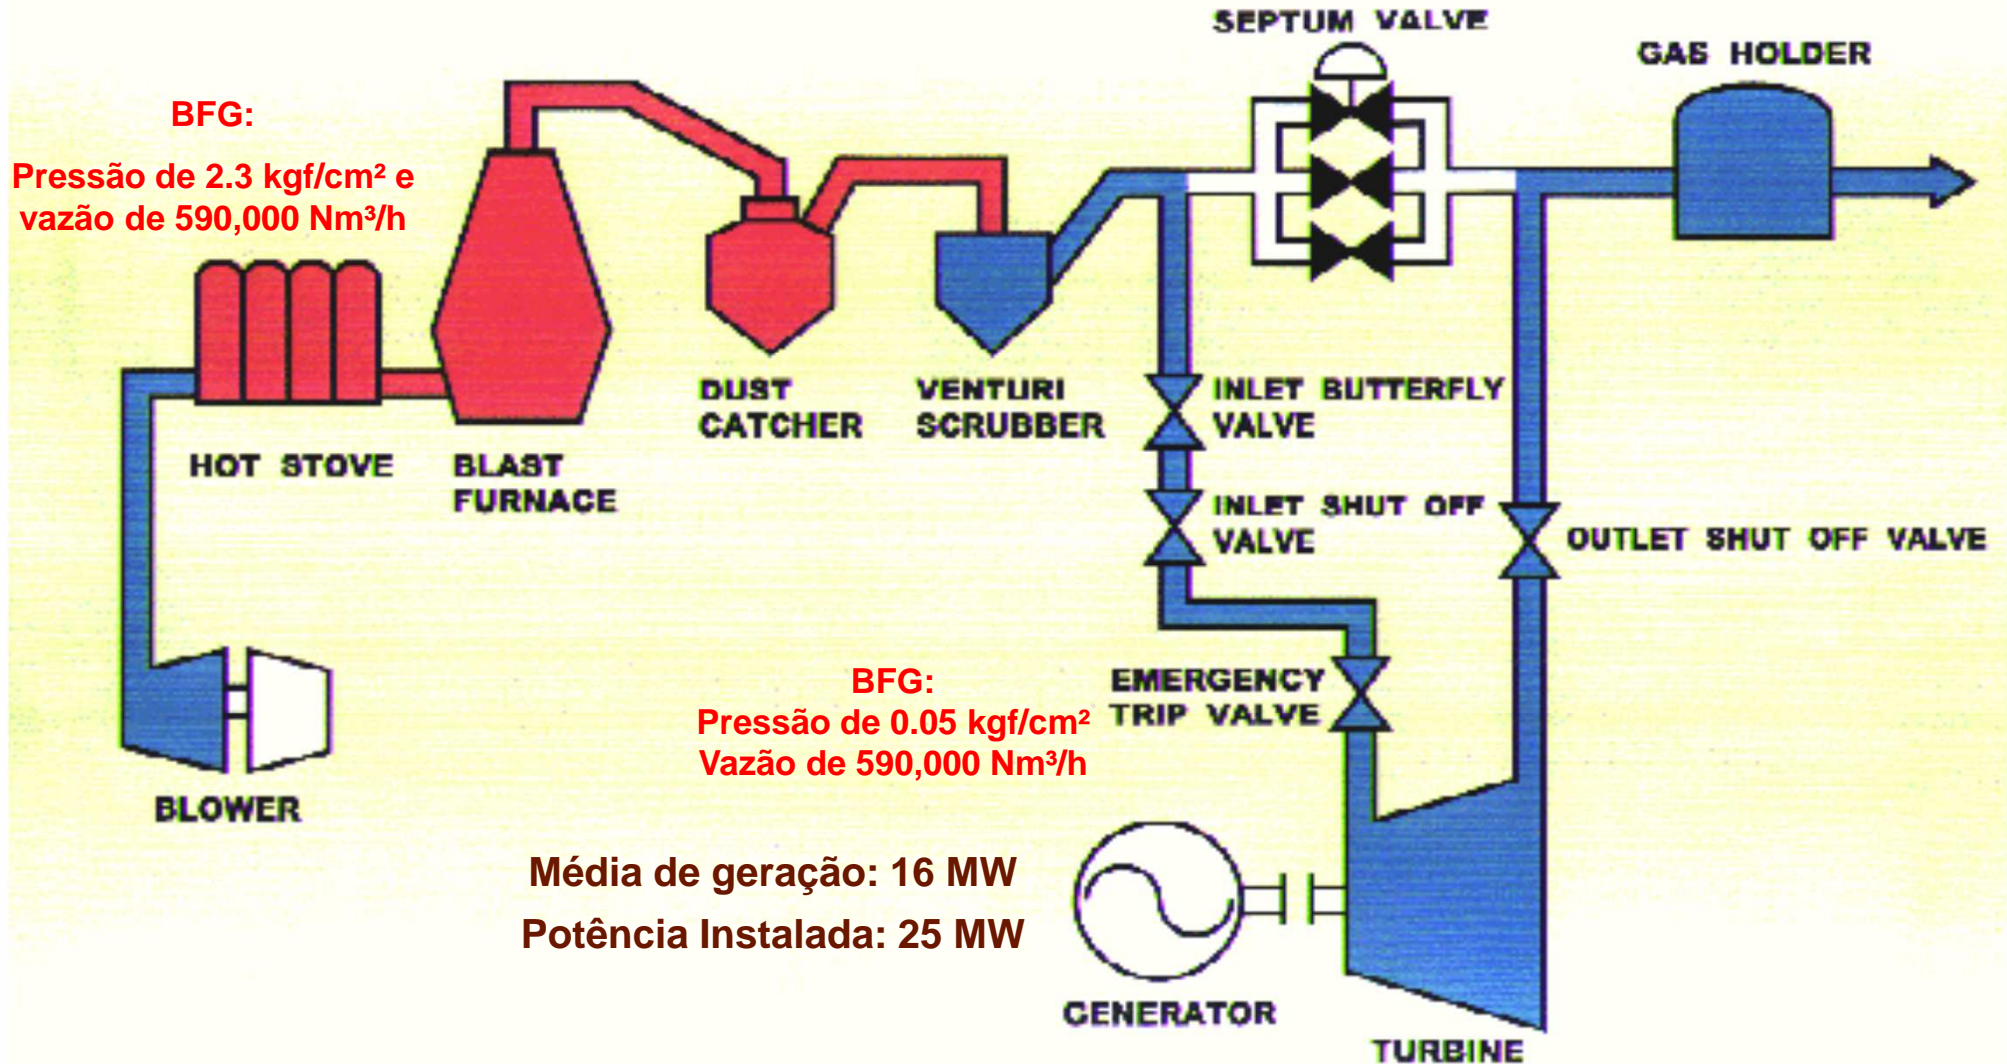 SEPTUM VALVE
GAS HOLDER
BFG:
Pressão de 2.3 kgf/cm² e
vazão de 590,000 Nm³/h
DUST
CATCHER
VENTURI
SCRUBBER
INLET BUTTERFLY
VALVE
HOT STOVE
BLAST
FURNACE
INLET SHUT OFF
VALVE
OUTLET SHUT OFF VALVE
BFG:
Pressão de 0.05 kgf/cm²
Vazão de 590,000 Nm³/h
EMERGENCY
TRIP VALVE
BLOWER
Média de geração: 16 MW
Potência Instalada: 25 MW
GENERATOR
TURBINE